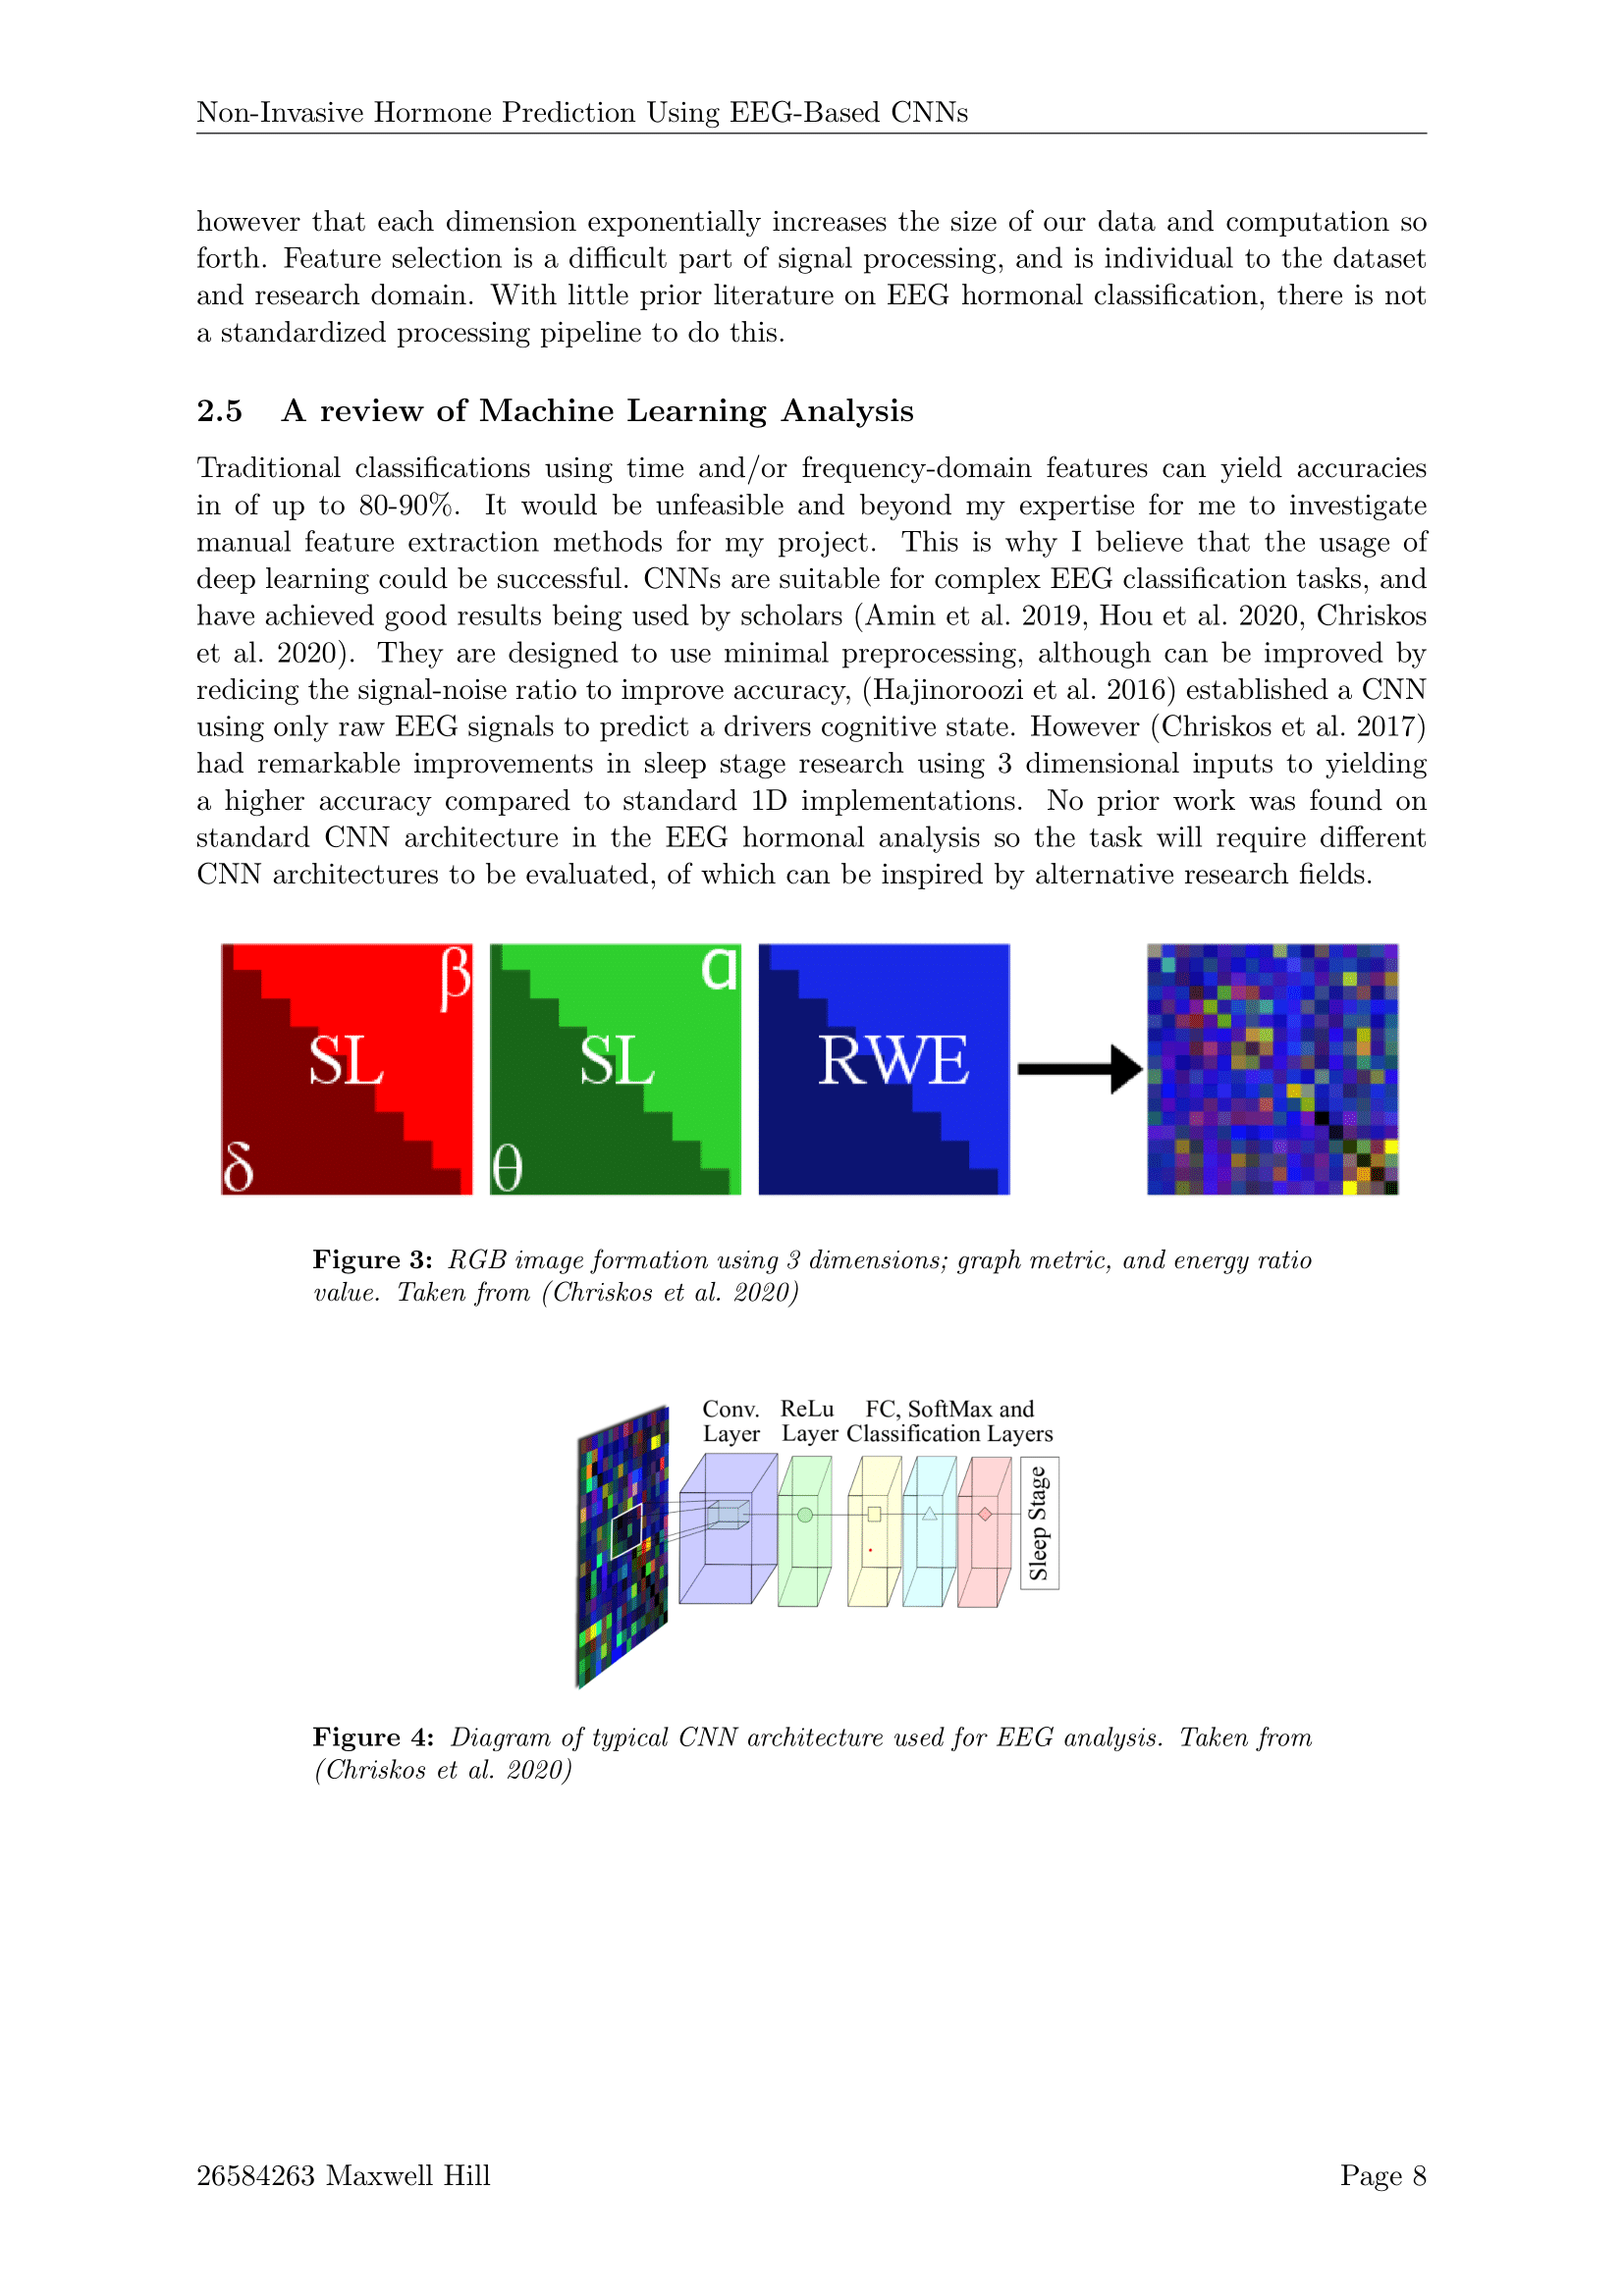 Non-Invasive Hormone Prediction Using EEG-Based CNNs
however that each dimension exponentially increases the size of our data and computation so
forth. Feature selection is a difficult part of signal processing, and is individual to the dataset
and research domain. With little prior literature on EEG hormonal classification, there is not
a standardized processing pipeline to do this.
2.5 A review of Machine Learning Analysis
Traditional classifications using time and/or frequency-domain features can yield accuracies
in of up to 80-90%. It would be unfeasible and beyond my expertise for me to investigate
manual feature extraction methods for my project. This is why I believe that the usage of
deep learning could be successful. CNNs are suitable for complex EEG classification tasks, and
have achieved good results being used by scholars (Amin et al. 2019, Hou et al. 2020, Chriskos
et al. 2020). They are designed to use minimal preprocessing, although can be improved by
redicing the signal-noise ratio to improve accuracy, (Hajinoroozi et al. 2016) established a CNN
using only raw EEG signals to predict a drivers cognitive state. However (Chriskos et al. 2017)
had remarkable improvements in sleep stage research using 3 dimensional inputs to yielding
a higher accuracy compared to standard 1D implementations. No prior work was found on
standard CNN architecture in the EEG hormonal analysis so the task will require different
CNN architectures to be evaluated, of which can be inspired by alternative research fields.
β
SL
δ
α
SL
θ
RWE
Figure 3: RGB image formation using 3 dimensions; graph metric, and energy ratio
value. Taken from (Chriskos et al. 2020)
Conv.
Layer
ReLu
Layer
FC, SoftMax and
Classification Layers
Sleep Stage
Figure 4: Diagram of typical CNN architecture used for EEG analysis. Taken from
(Chriskos et al. 2020)
26584263 Maxwell Hill
Page 8